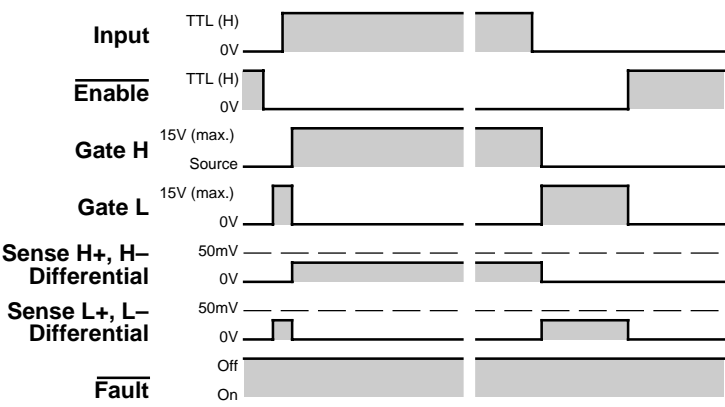 Input
TTL (H)
0V
Enable
TTL (H)
0V
Gate H
15V (max.)
Source
Gate L
15V (max.)
0V
Sense H+, H–
Differential
50mV
0V
Sense L+, L–
Differential
50mV
0V
Fault
Off
On